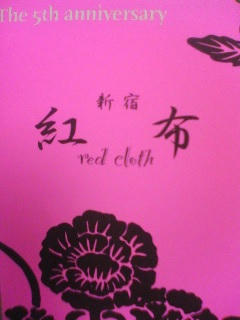 The 5th anniversary
新宿
紅布
red cloth